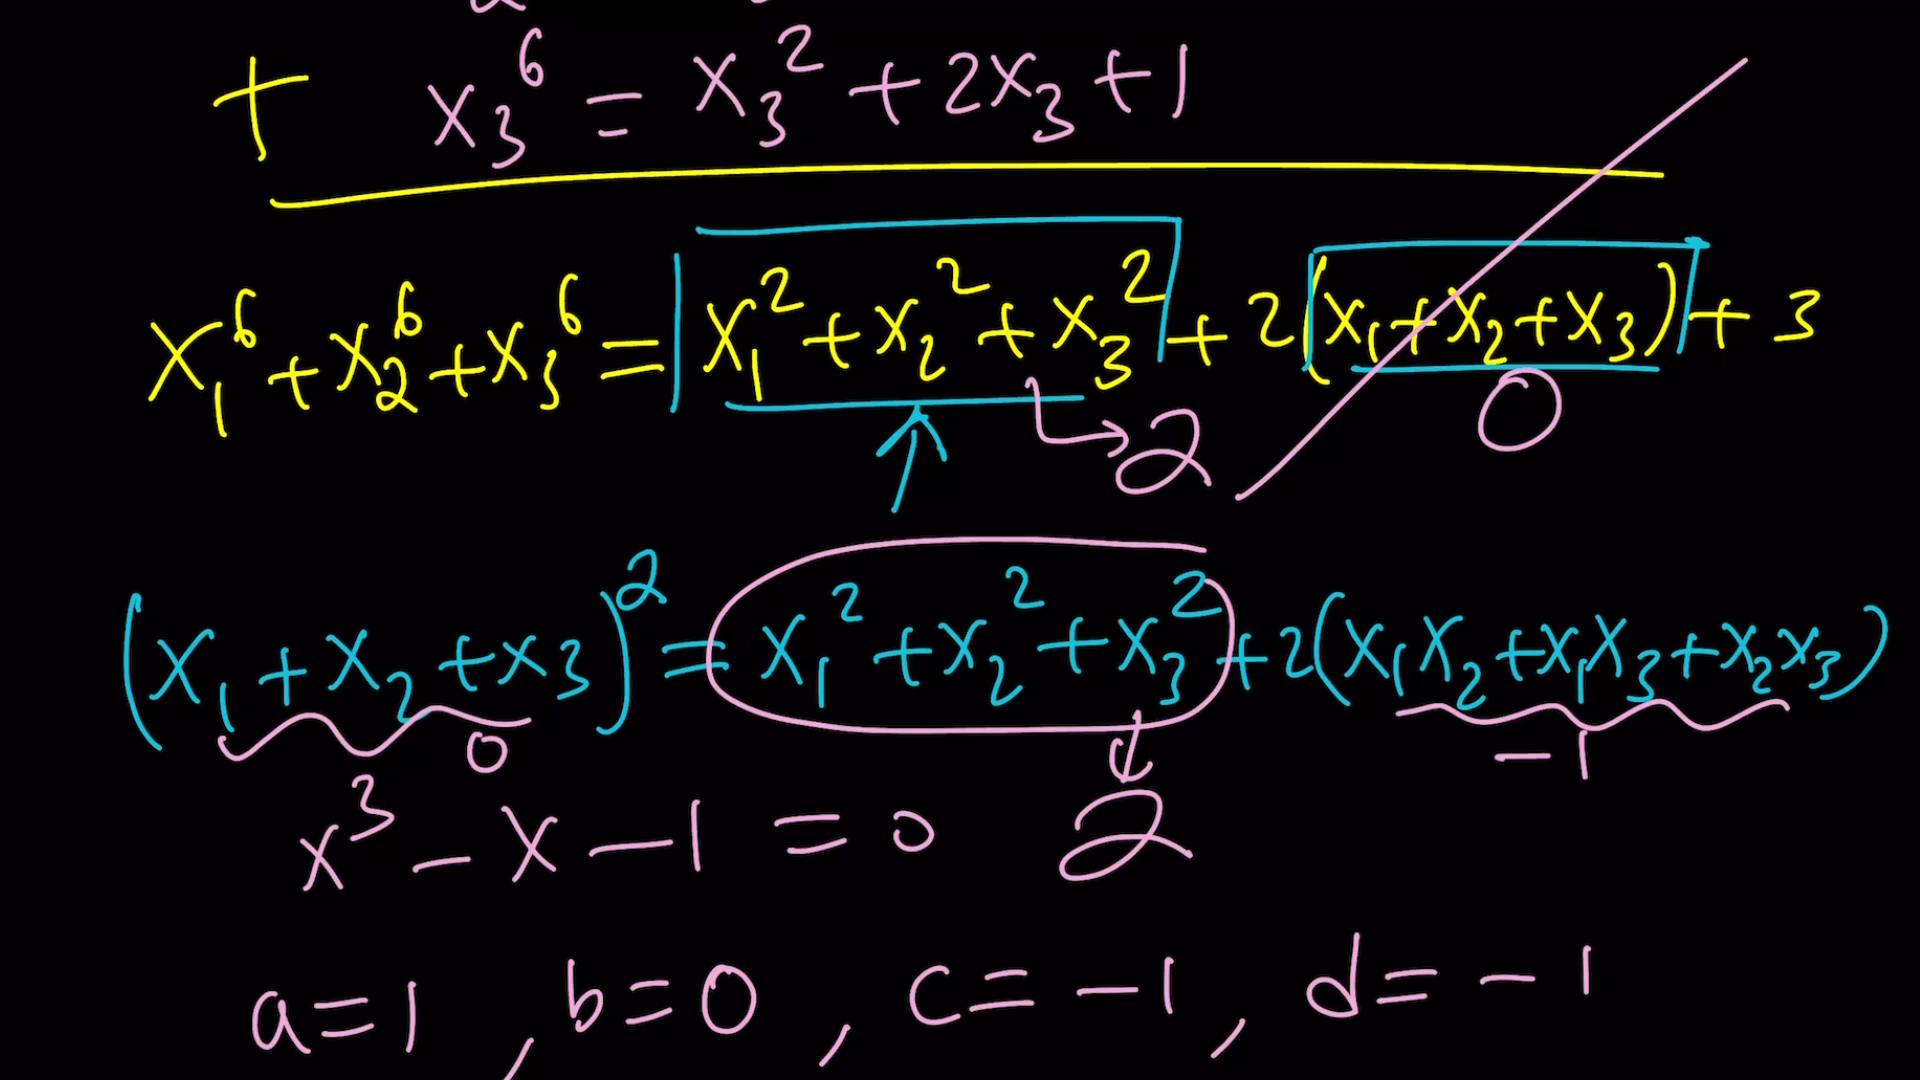 + x₃⁶ = x₃² + 2x₃ + 1
x₁⁶ + x₂⁶ + x₃⁶ = x₁² + x₂² + x₃² + 2(x₁ + x₂ + x₃) + 3
2 0
(x₁ + x₂ + x₃)² = x₁² + x₂² + x₃² + 2(x₁x₂ + x₁x₃ + x₂x₃)
0 -1
x³ - x - 1 = 0 2
a = 1, b = 0, c = -1, d = -1